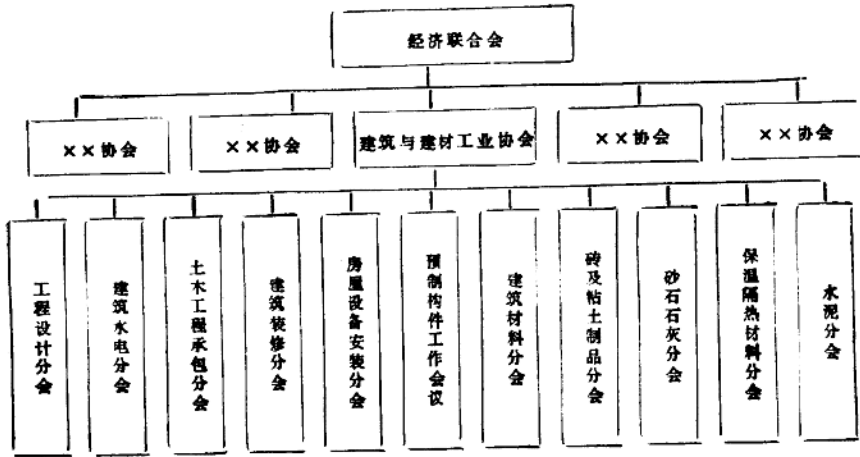 经济联合会
××协会
××协会
建筑与建材工业协会
××协会
××协会
工程设计分会
建筑水电分会
土木工程承包分会
建筑装修分会
房屋设备安装分会
预制构件工作会议
建筑材料分会
砖及粘土制品分会
砂石石灰分会
保温隔热材料分会
水泥分会